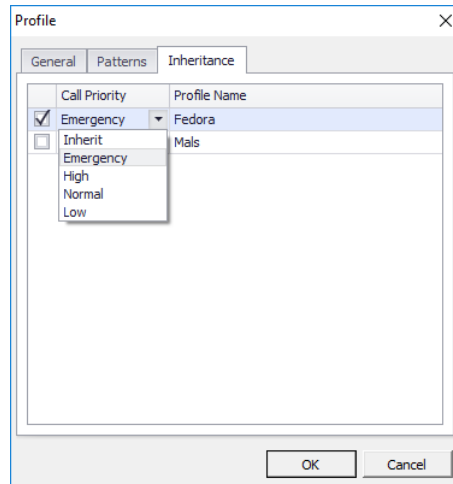 Profile
General Patterns Inheritance
Call Priority Profile Name
Emergency Fedora
Inherit Mals
Emergency
High
Normal
Low
OK Cancel